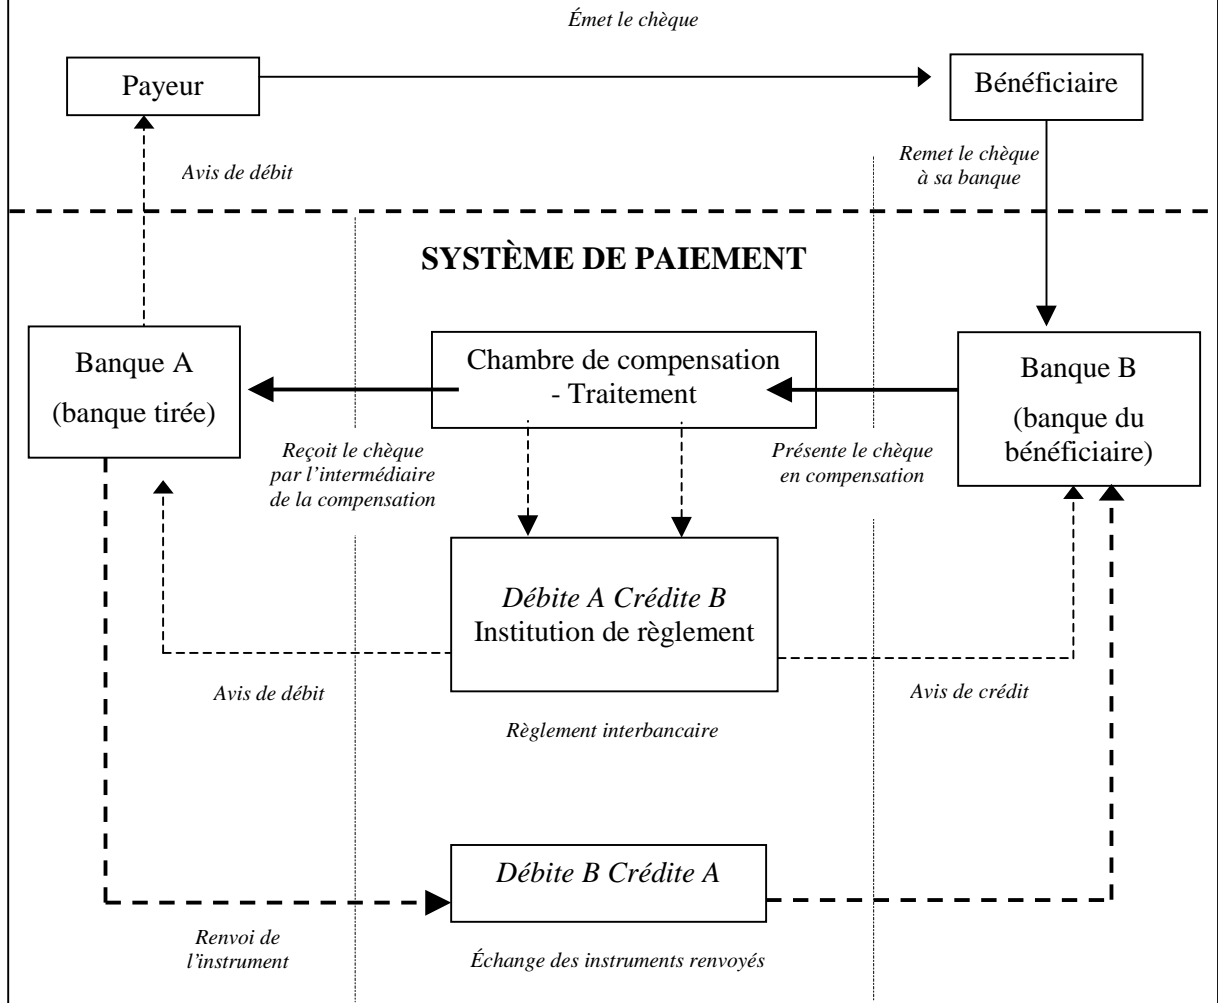 Émet le chèque
Payeur
Bénéficiaire
Avis de débit
Remet le chèque
à sa banque
SYSTÈME DE PAIEMENT
Banque A
(banque tirée)
Chambre de compensation
- Traitement
Banque B
(banque du
bénéficiaire)
Reçoit le chèque
par l’intermédiaire
de la compensation
Présente le chèque
en compensation
Débite A Crédite B
Institution de règlement
Avis de débit
Avis de crédit
Règlement interbancaire
Débite B Crédite A
Renvoi de
l’instrument
Échange des instruments renvoyés